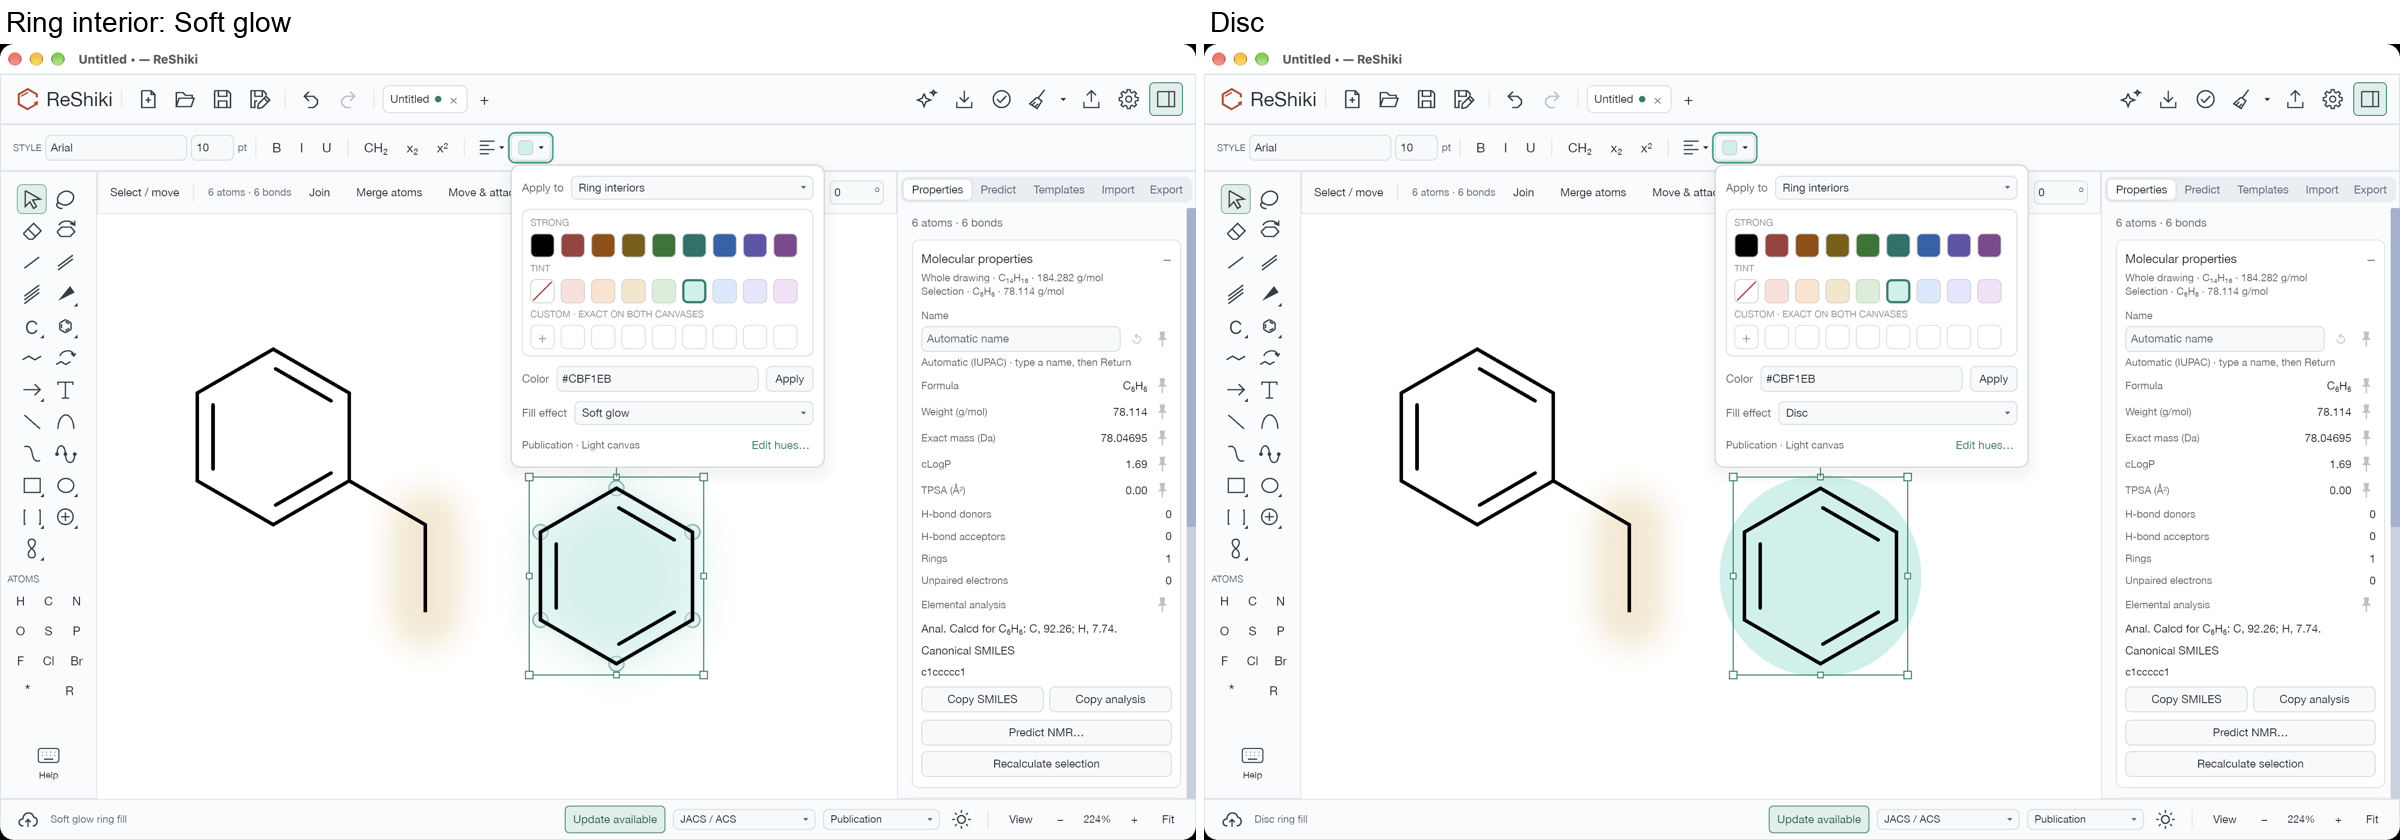 Ring interior: Soft glow
Untitled • — ReShiki
ReShiki
Untitled
STYLE Arial 10 pt B I U CH₂ x₂ x²
Select / move 6 atoms · 6 bonds Join Merge atoms Move & attac 0 °
Apply to Ring interiors
STRONG
TINT
CUSTOM · EXACT ON BOTH CANVASES
Color #CBF1EB Apply
Fill effect Soft glow
Publication · Light canvas Edit hues...
C
T
ATOMS
H C N
O S P
F Cl Br
* R
Help
Properties Predict Templates Import Export
6 atoms · 6 bonds
Molecular properties
Whole drawing · C₁₄H₁₆ · 184.282 g/mol
Selection · C₆H₆ · 78.114 g/mol
Name
Automatic name
Automatic (IUPAC) · type a name, then Return
Formula C₆H₆
Weight (g/mol) 78.114
Exact mass (Da) 78.04695
cLogP 1.69
TPSA (Å²) 0.00
H-bond donors 0
H-bond acceptors 0
Rings 1
Unpaired electrons 0
Elemental analysis
Anal. Calcd for C₆H₆: C, 92.26; H, 7.74.
Canonical SMILES
c1ccccc1
Copy SMILES Copy analysis
Predict NMR...
Recalculate selection
Soft glow ring fill Update available JACS / ACS Publication View − 224% + Fit
Disc
Untitled • — ReShiki
ReShiki
Untitled
STYLE Arial 10 pt B I U CH₂ x₂ x²
Select / move 6 atoms · 6 bonds Join Merge atoms Move & attac 0 °
Apply to Ring interiors
STRONG
TINT
CUSTOM · EXACT ON BOTH CANVASES
Color #CBF1EB Apply
Fill effect Disc
Publication · Light canvas Edit hues...
C
T
ATOMS
H C N
O S P
F Cl Br
* R
Help
Properties Predict Templates Import Export
6 atoms · 6 bonds
Molecular properties
Whole drawing · C₁₄H₁₆ · 184.282 g/mol
Selection · C₆H₆ · 78.114 g/mol
Name
Automatic name
Automatic (IUPAC) · type a name, then Return
Formula C₆H₆
Weight (g/mol) 78.114
Exact mass (Da) 78.04695
cLogP 1.69
TPSA (Å²) 0.00
H-bond donors 0
H-bond acceptors 0
Rings 1
Unpaired electrons 0
Elemental analysis
Anal. Calcd for C₆H₆: C, 92.26; H, 7.74.
Canonical SMILES
c1ccccc1
Copy SMILES Copy analysis
Predict NMR...
Recalculate selection
Disc ring fill Update available JACS / ACS Publication View − 224% + Fit